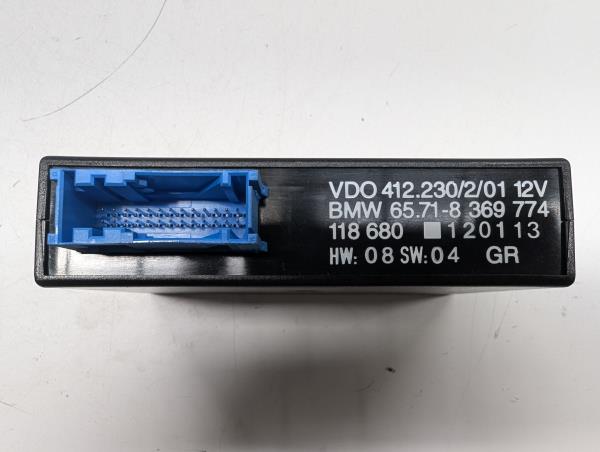 VDO 412.230/2/01 12V
BMW 65.71-8 369 774
118 680 120113
HW: 08 SW: 04 GR